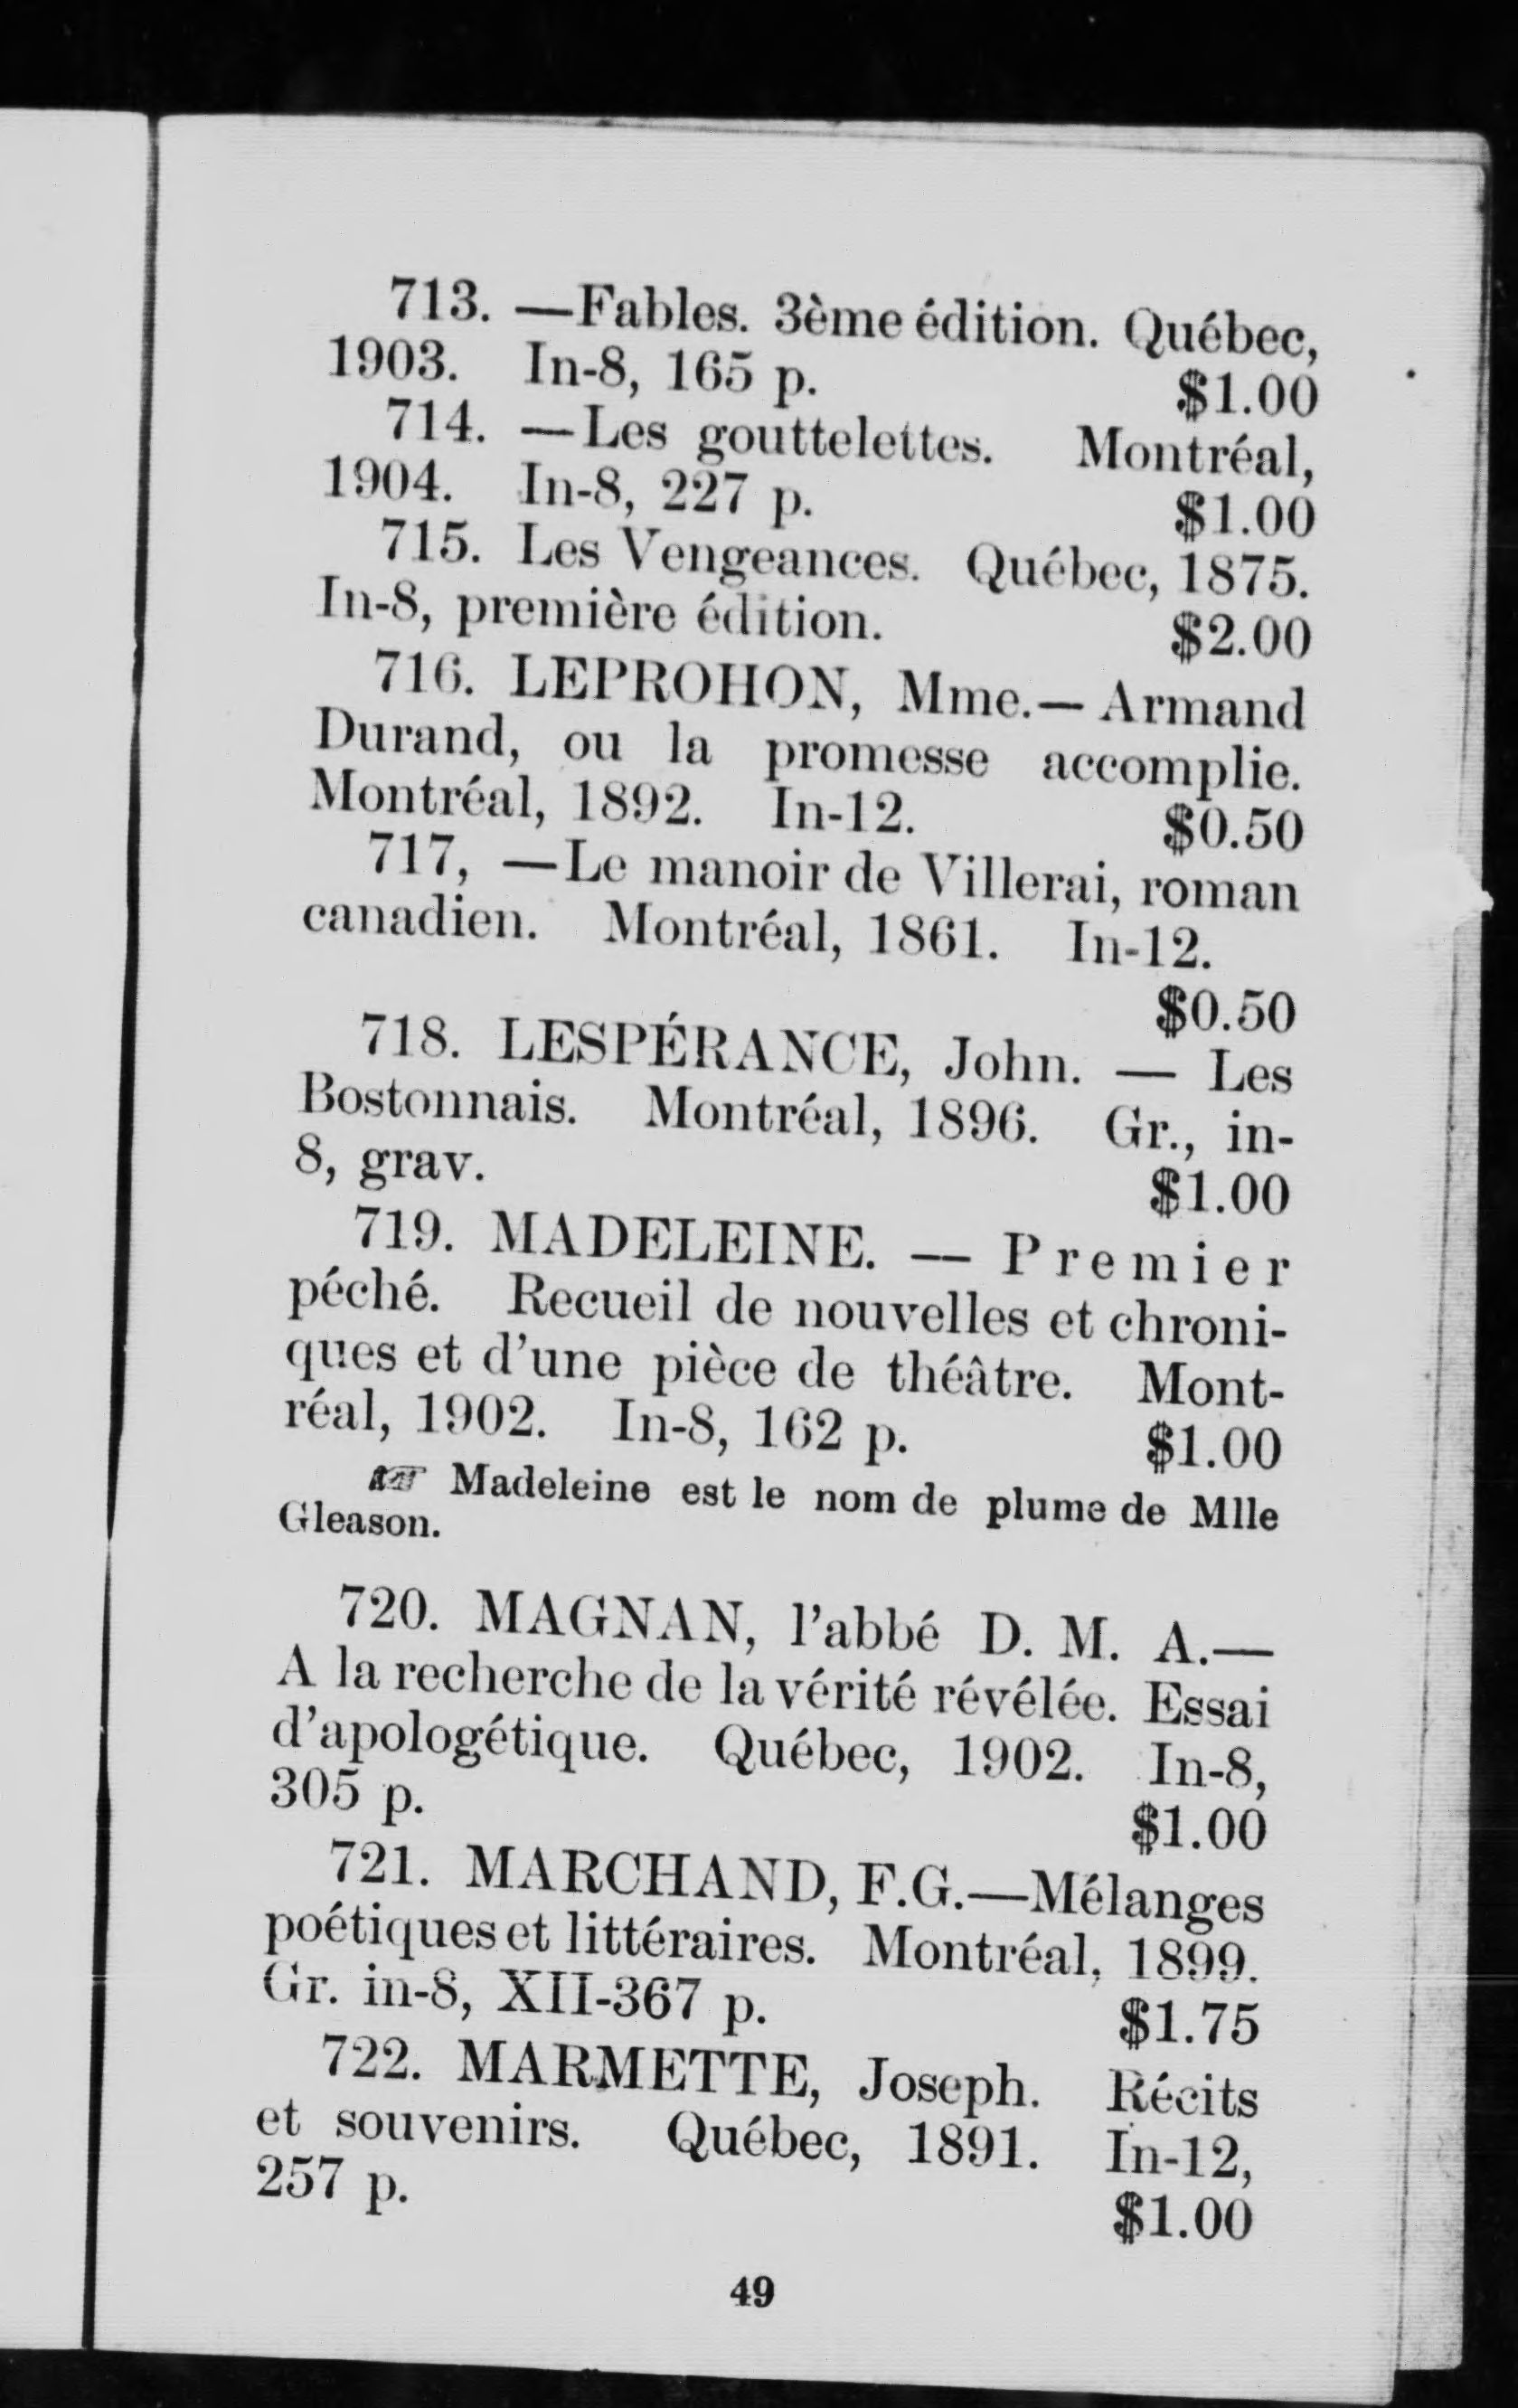 713. —Fables. 3ème édition. Québec,
1903. In-8, 165 p. $1.00
714. —Les gouttelettes. Montréal,
1904. In-8, 227 p. $1.00
715. Les Vengeances. Québec, 1875.
In-8, première édition. $2.00
716. LEPROHON, Mme.— Armand
Durand, ou la promesse accomplie.
Montréal, 1892. In-12. $0.50
717, —Le manoir de Villerai, roman
canadien. Montréal, 1861. In-12.
$0.50
718. LESPÉRANCE, John. — Les
Bostonnais. Montréal, 1896. Gr., in-
8, grav. $1.00
719. MADELEINE. — Premier
péché. Recueil de nouvelles et chroni-
ques et d'une pièce de théâtre. Mont-
réal, 1902. In-8, 162 p. $1.00
☞ Madeleine est le nom de plume de Mlle
Gleason.
720. MAGNAN, l'abbé D. M. A.—
A la recherche de la vérité révélée. Essai
d'apologétique. Québec, 1902. In-8,
305 p. $1.00
721. MARCHAND, F.G.—Mélanges
poétiques et littéraires. Montréal, 1899.
Gr. in-8, XII-367 p. $1.75
722. MARMETTE, Joseph. Récits
et souvenirs. Québec, 1891. In-12,
257 p. $1.00
49